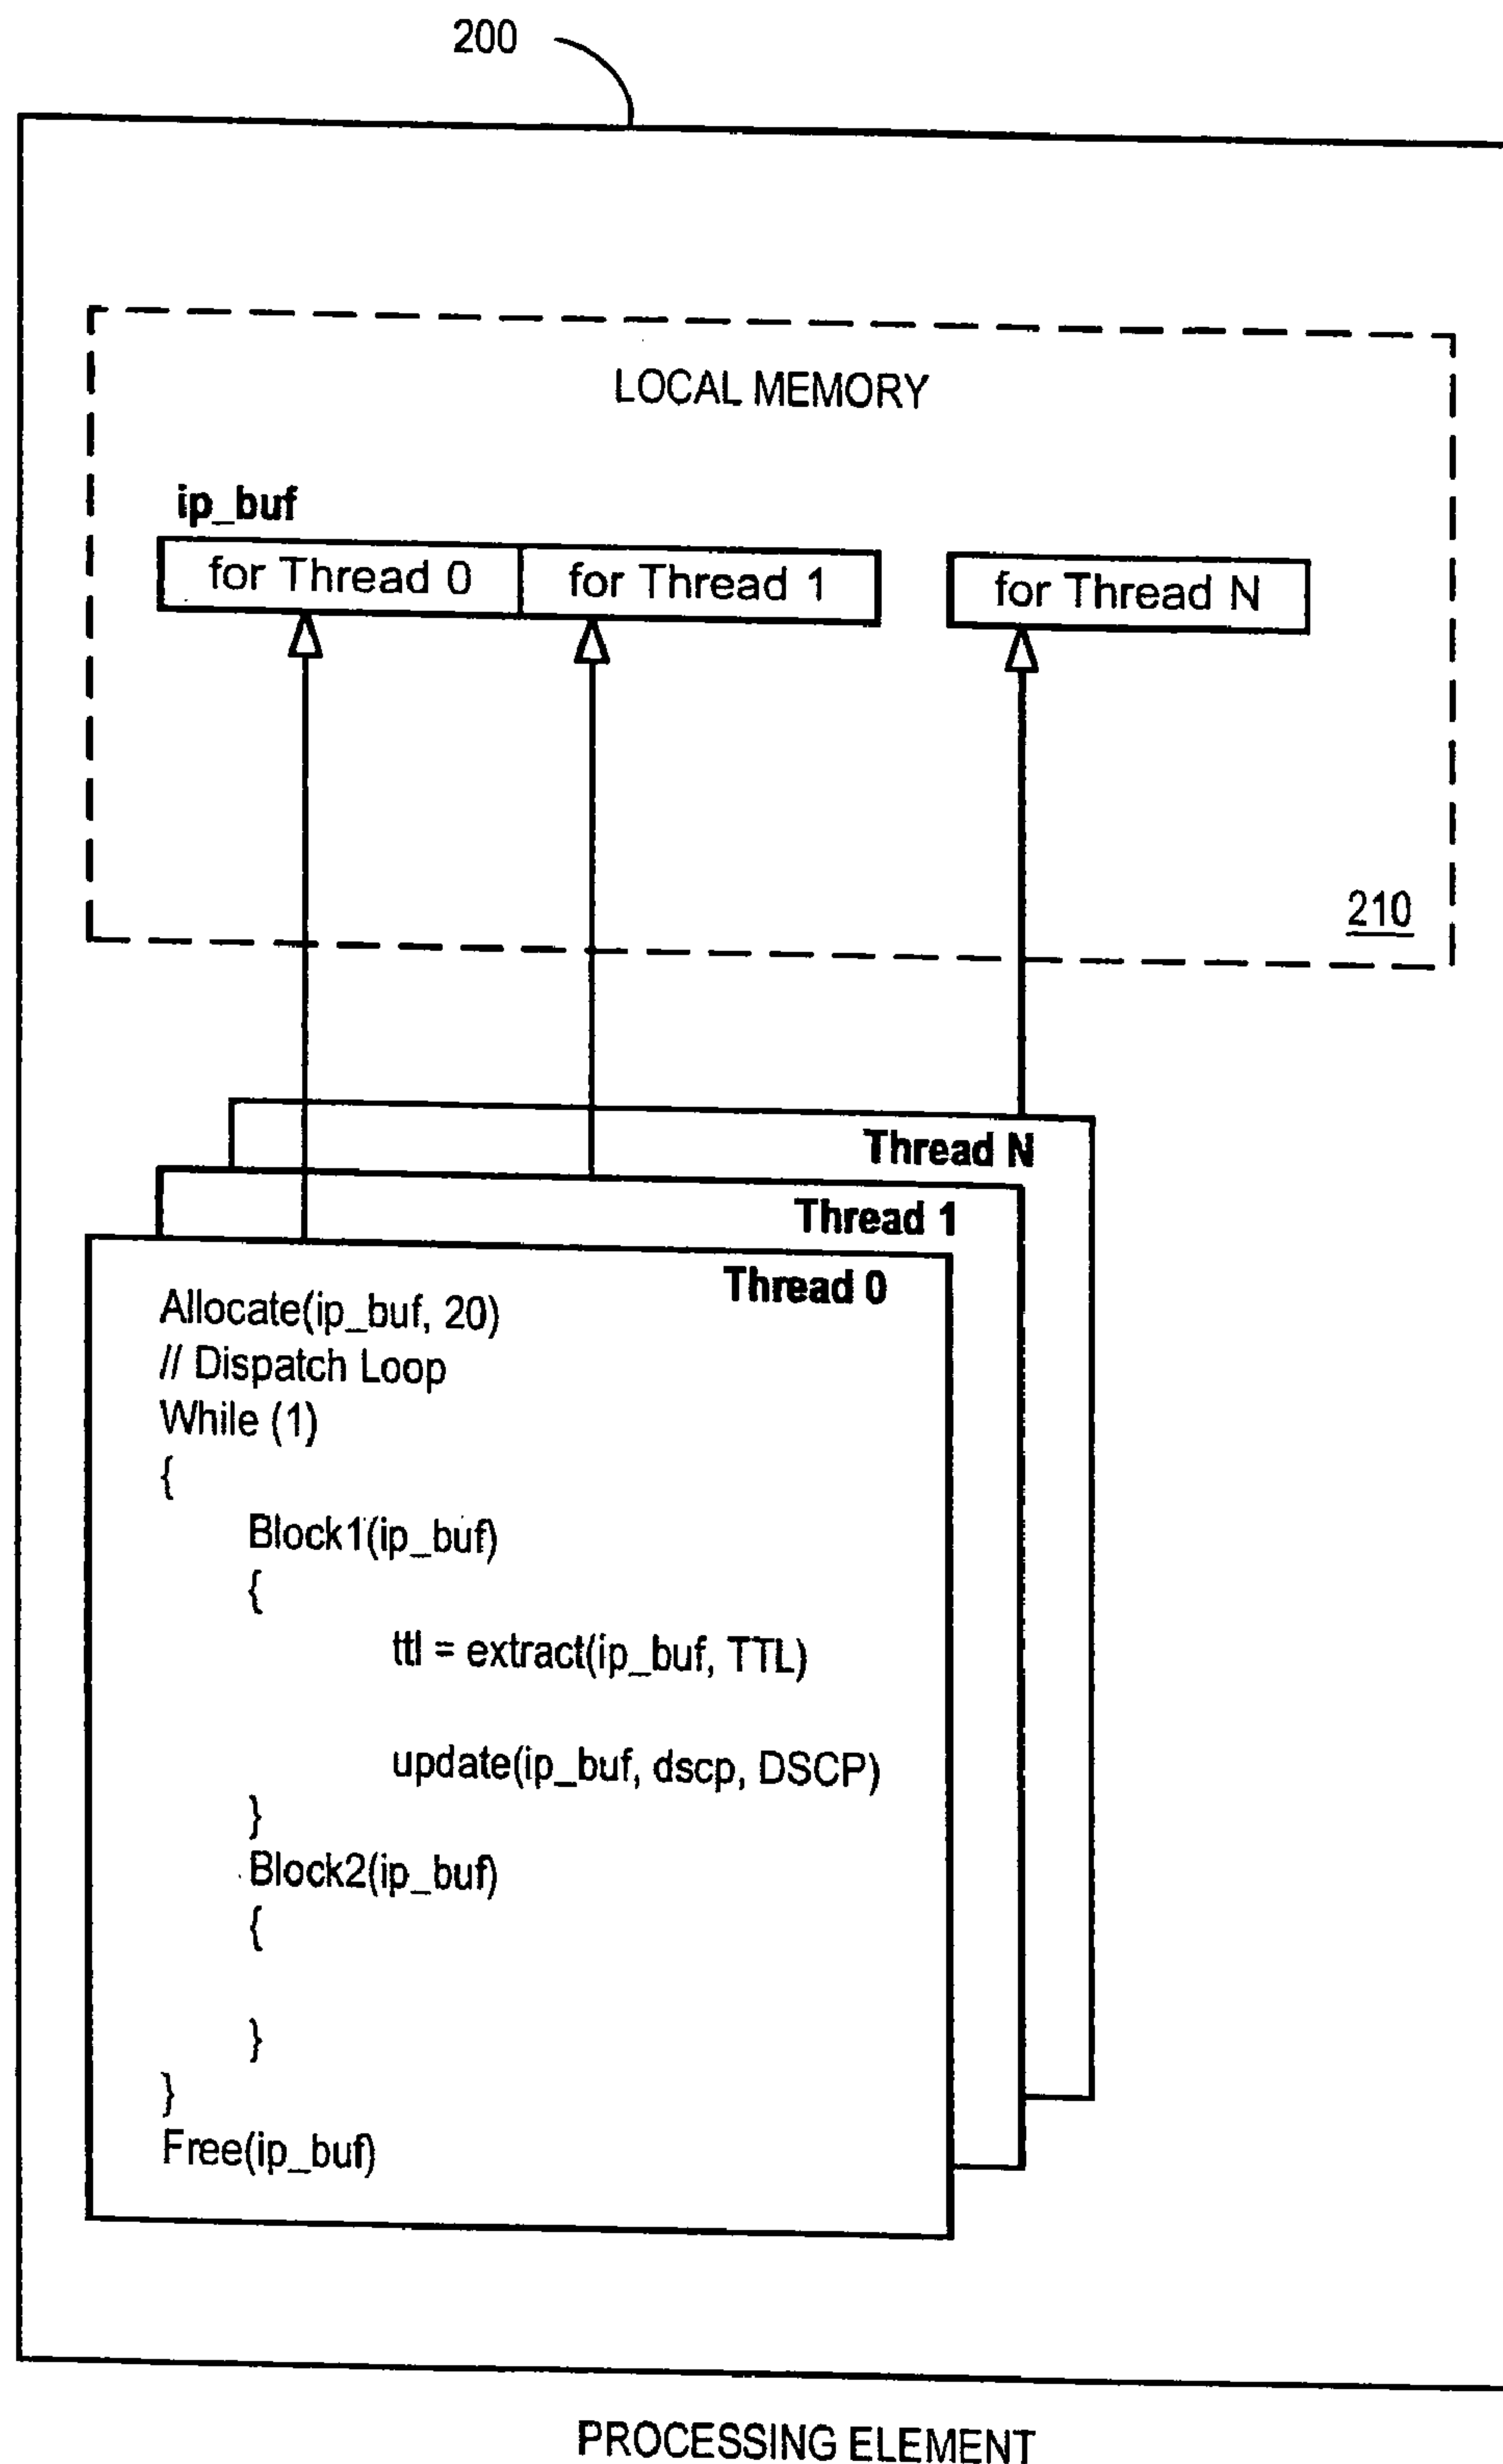 200
LOCAL MEMORY
ip_buf
for Thread 0 for Thread 1 for Thread N
210
Thread N
Thread 1
Thread 0
Allocate(ip_buf, 20)
// Dispatch Loop
While (1)
{
Block1(ip_buf)
{
ttl = extract(ip_buf, TTL)
update(ip_buf, dscp, DSCP)
}
Block2(ip_buf)
{
}
}
Free(ip_buf)
PROCESSING ELEMENT